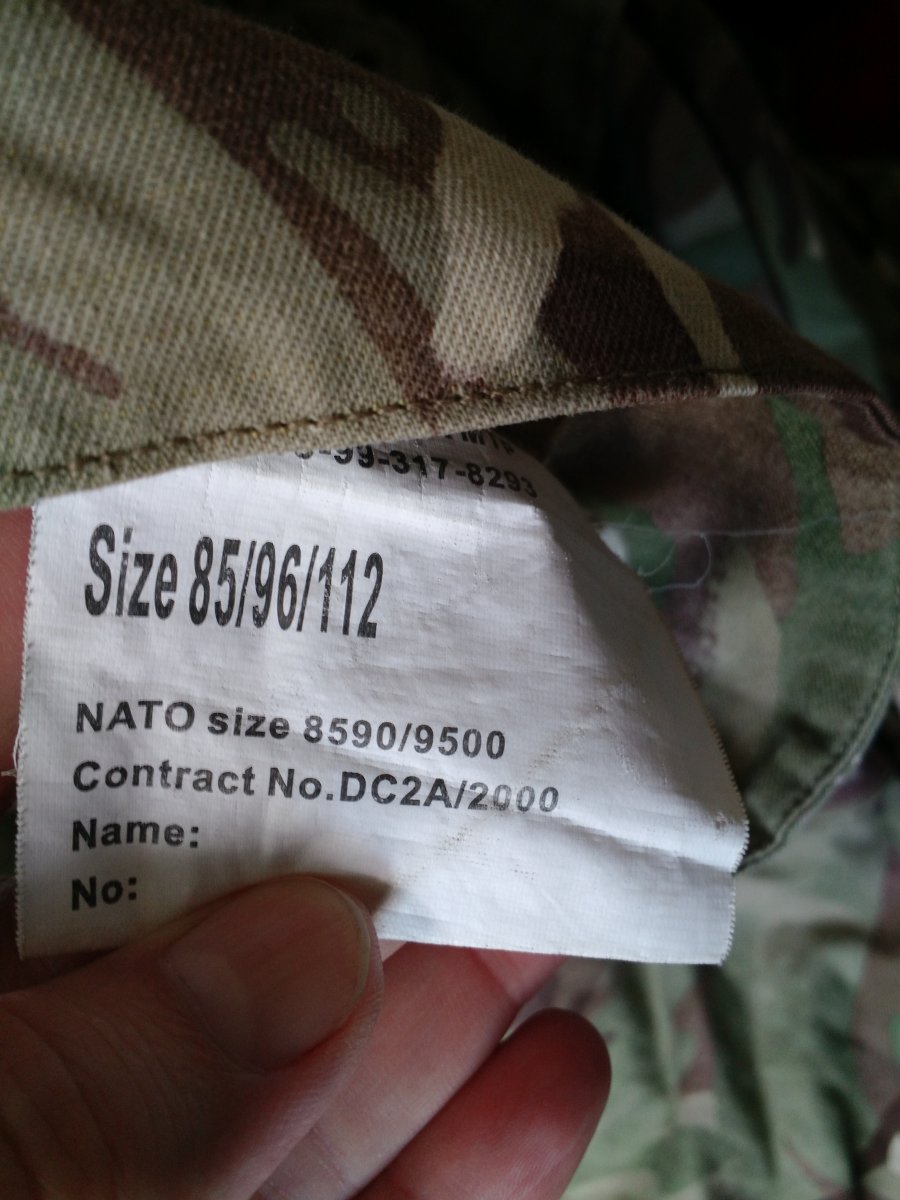 -99-317-8293
Size 85/96/112
NATO size 8590/9500
Contract No.DC2A/2000
Name:
No: